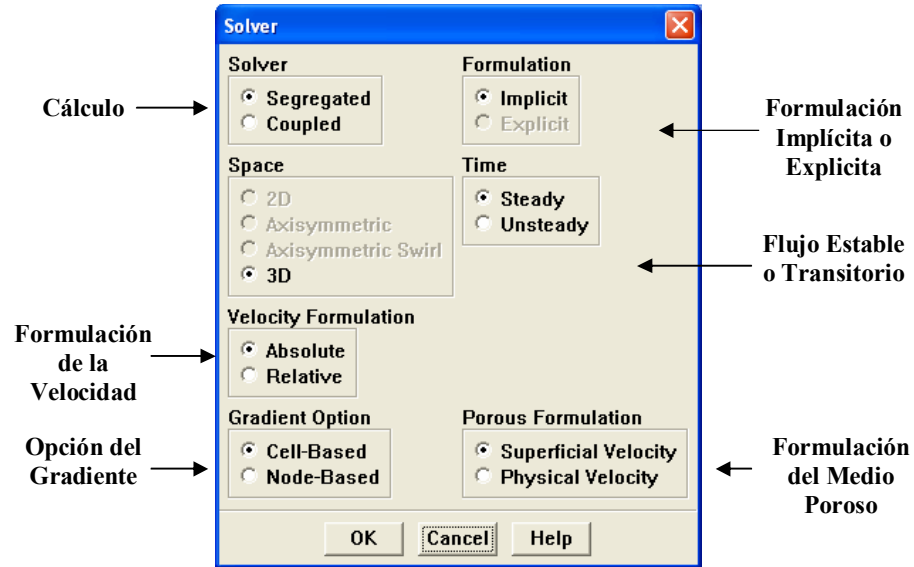 Solver
Solver
Segregated
Coupled
Formulation
Implicit
Explicit
Cálculo
Formulación
Implícita o
Explicita
Space
2D
Axisymmetric
Axisymmetric Swirl
3D
Time
Steady
Unsteady
Flujo Estable
o Transitorio
Velocity Formulation
Absolute
Relative
Formulación
de la
Velocidad
Gradient Option
Cell-Based
Node-Based
Opción del
Gradiente
Porous Formulation
Superficial Velocity
Physical Velocity
Formulación
del Medio
Poroso
OK
Cancel
Help